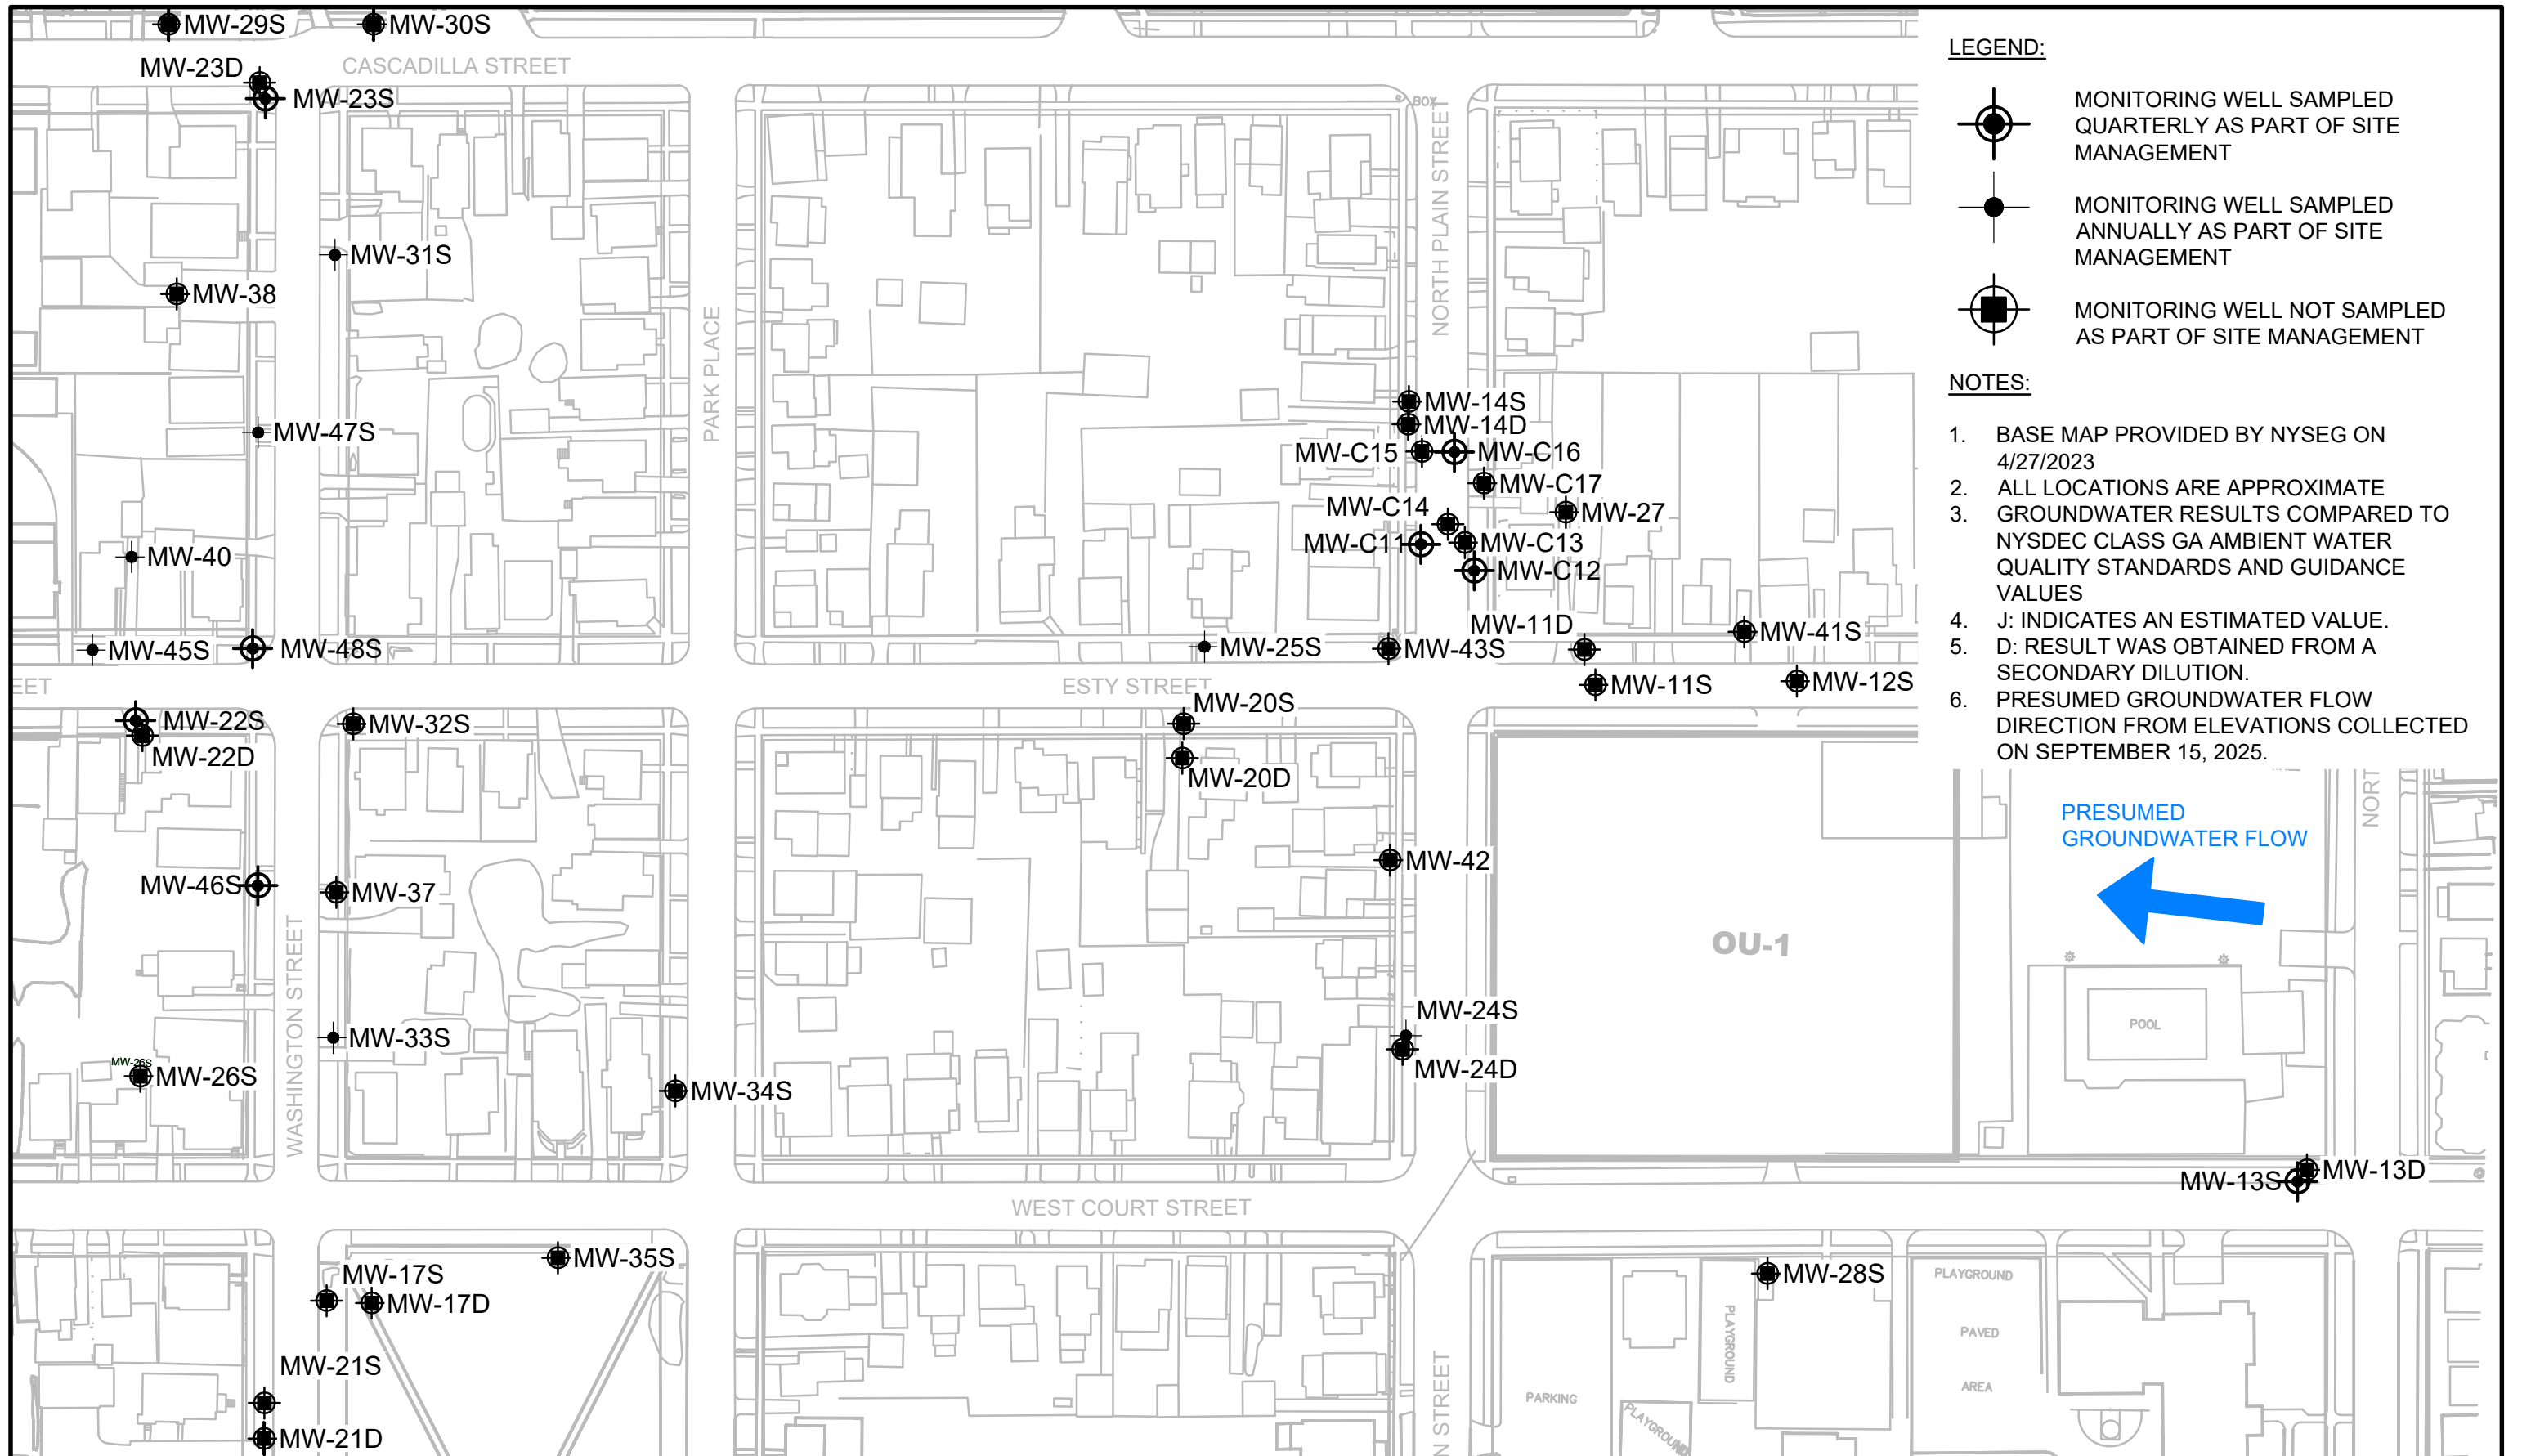 MW-29S
MW-30S
MW-23D
CASCADILLA STREET
MW-23S
BOX
NORTH PLAIN STREET
MW-31S
MW-38
PARK PLACE
MW-47S
MW-14S
MW-14D
MW-C15
MW-C16
MW-C17
MW-C14
MW-27
MW-C11
MW-C13
MW-C12
MW-40
MW-11D
MW-41S
MW-45S
MW-48S
MW-25S
MW-43S
EET
ESTY STREET
MW-11S
MW-12S
MW-22S
MW-32S
MW-20S
MW-22D
MW-20D
MW-42
MW-46S
MW-37
WASHINGTON STREET
MW-33S
MW-26S
MW-26S
MW-34S
MW-24S
MW-24D
OU-1
LEGEND:
MONITORING WELL SAMPLED
QUARTERLY AS PART OF SITE
MANAGEMENT
MONITORING WELL SAMPLED
ANNUALLY AS PART OF SITE
MANAGEMENT
MONITORING WELL NOT SAMPLED
AS PART OF SITE MANAGEMENT
NOTES:
1. BASE MAP PROVIDED BY NYSEG ON
4/27/2023
2. ALL LOCATIONS ARE APPROXIMATE
3. GROUNDWATER RESULTS COMPARED TO
NYSDEC CLASS GA AMBIENT WATER
QUALITY STANDARDS AND GUIDANCE
VALUES
4. J: INDICATES AN ESTIMATED VALUE.
5. D: RESULT WAS OBTAINED FROM A
SECONDARY DILUTION.
6. PRESUMED GROUNDWATER FLOW
DIRECTION FROM ELEVATIONS COLLECTED
ON SEPTEMBER 15, 2025.
NORT
PRESUMED
GROUNDWATER FLOW
POOL
MW-13S
MW-13D
WEST COURT STREET
MW-35S
MW-17S
MW-17D
MW-21S
MW-21D
N STREET
MW-28S
PLAYGROUND
PLAYGROUND
PAVED
AREA
PARKING
PLAYGROUND